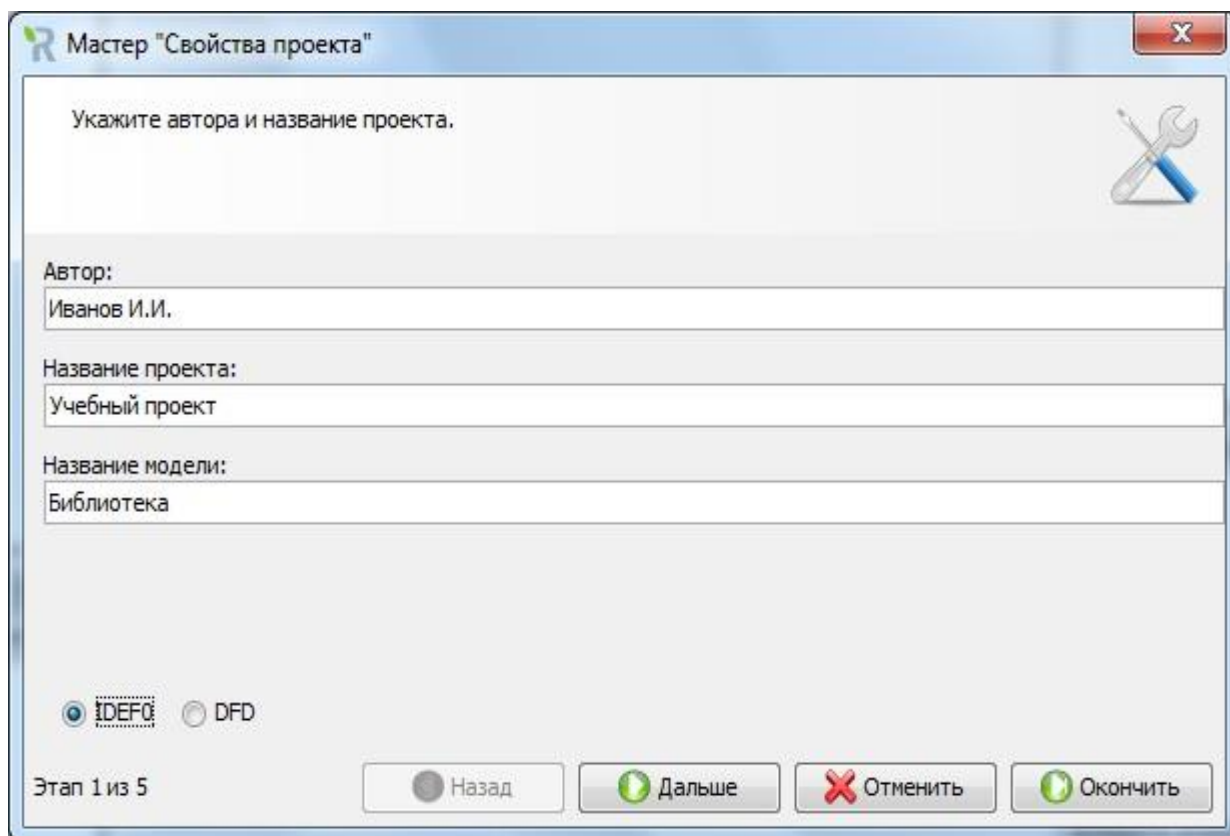 Мастер "Свойства проекта"
Укажите автора и название проекта.
Автор:
Иванов И.И.
Название проекта:
Учебный проект
Название модели:
Библиотека
IDEF0 DFD
Этап 1 из 5 Назад Дальше Отменить Окончить